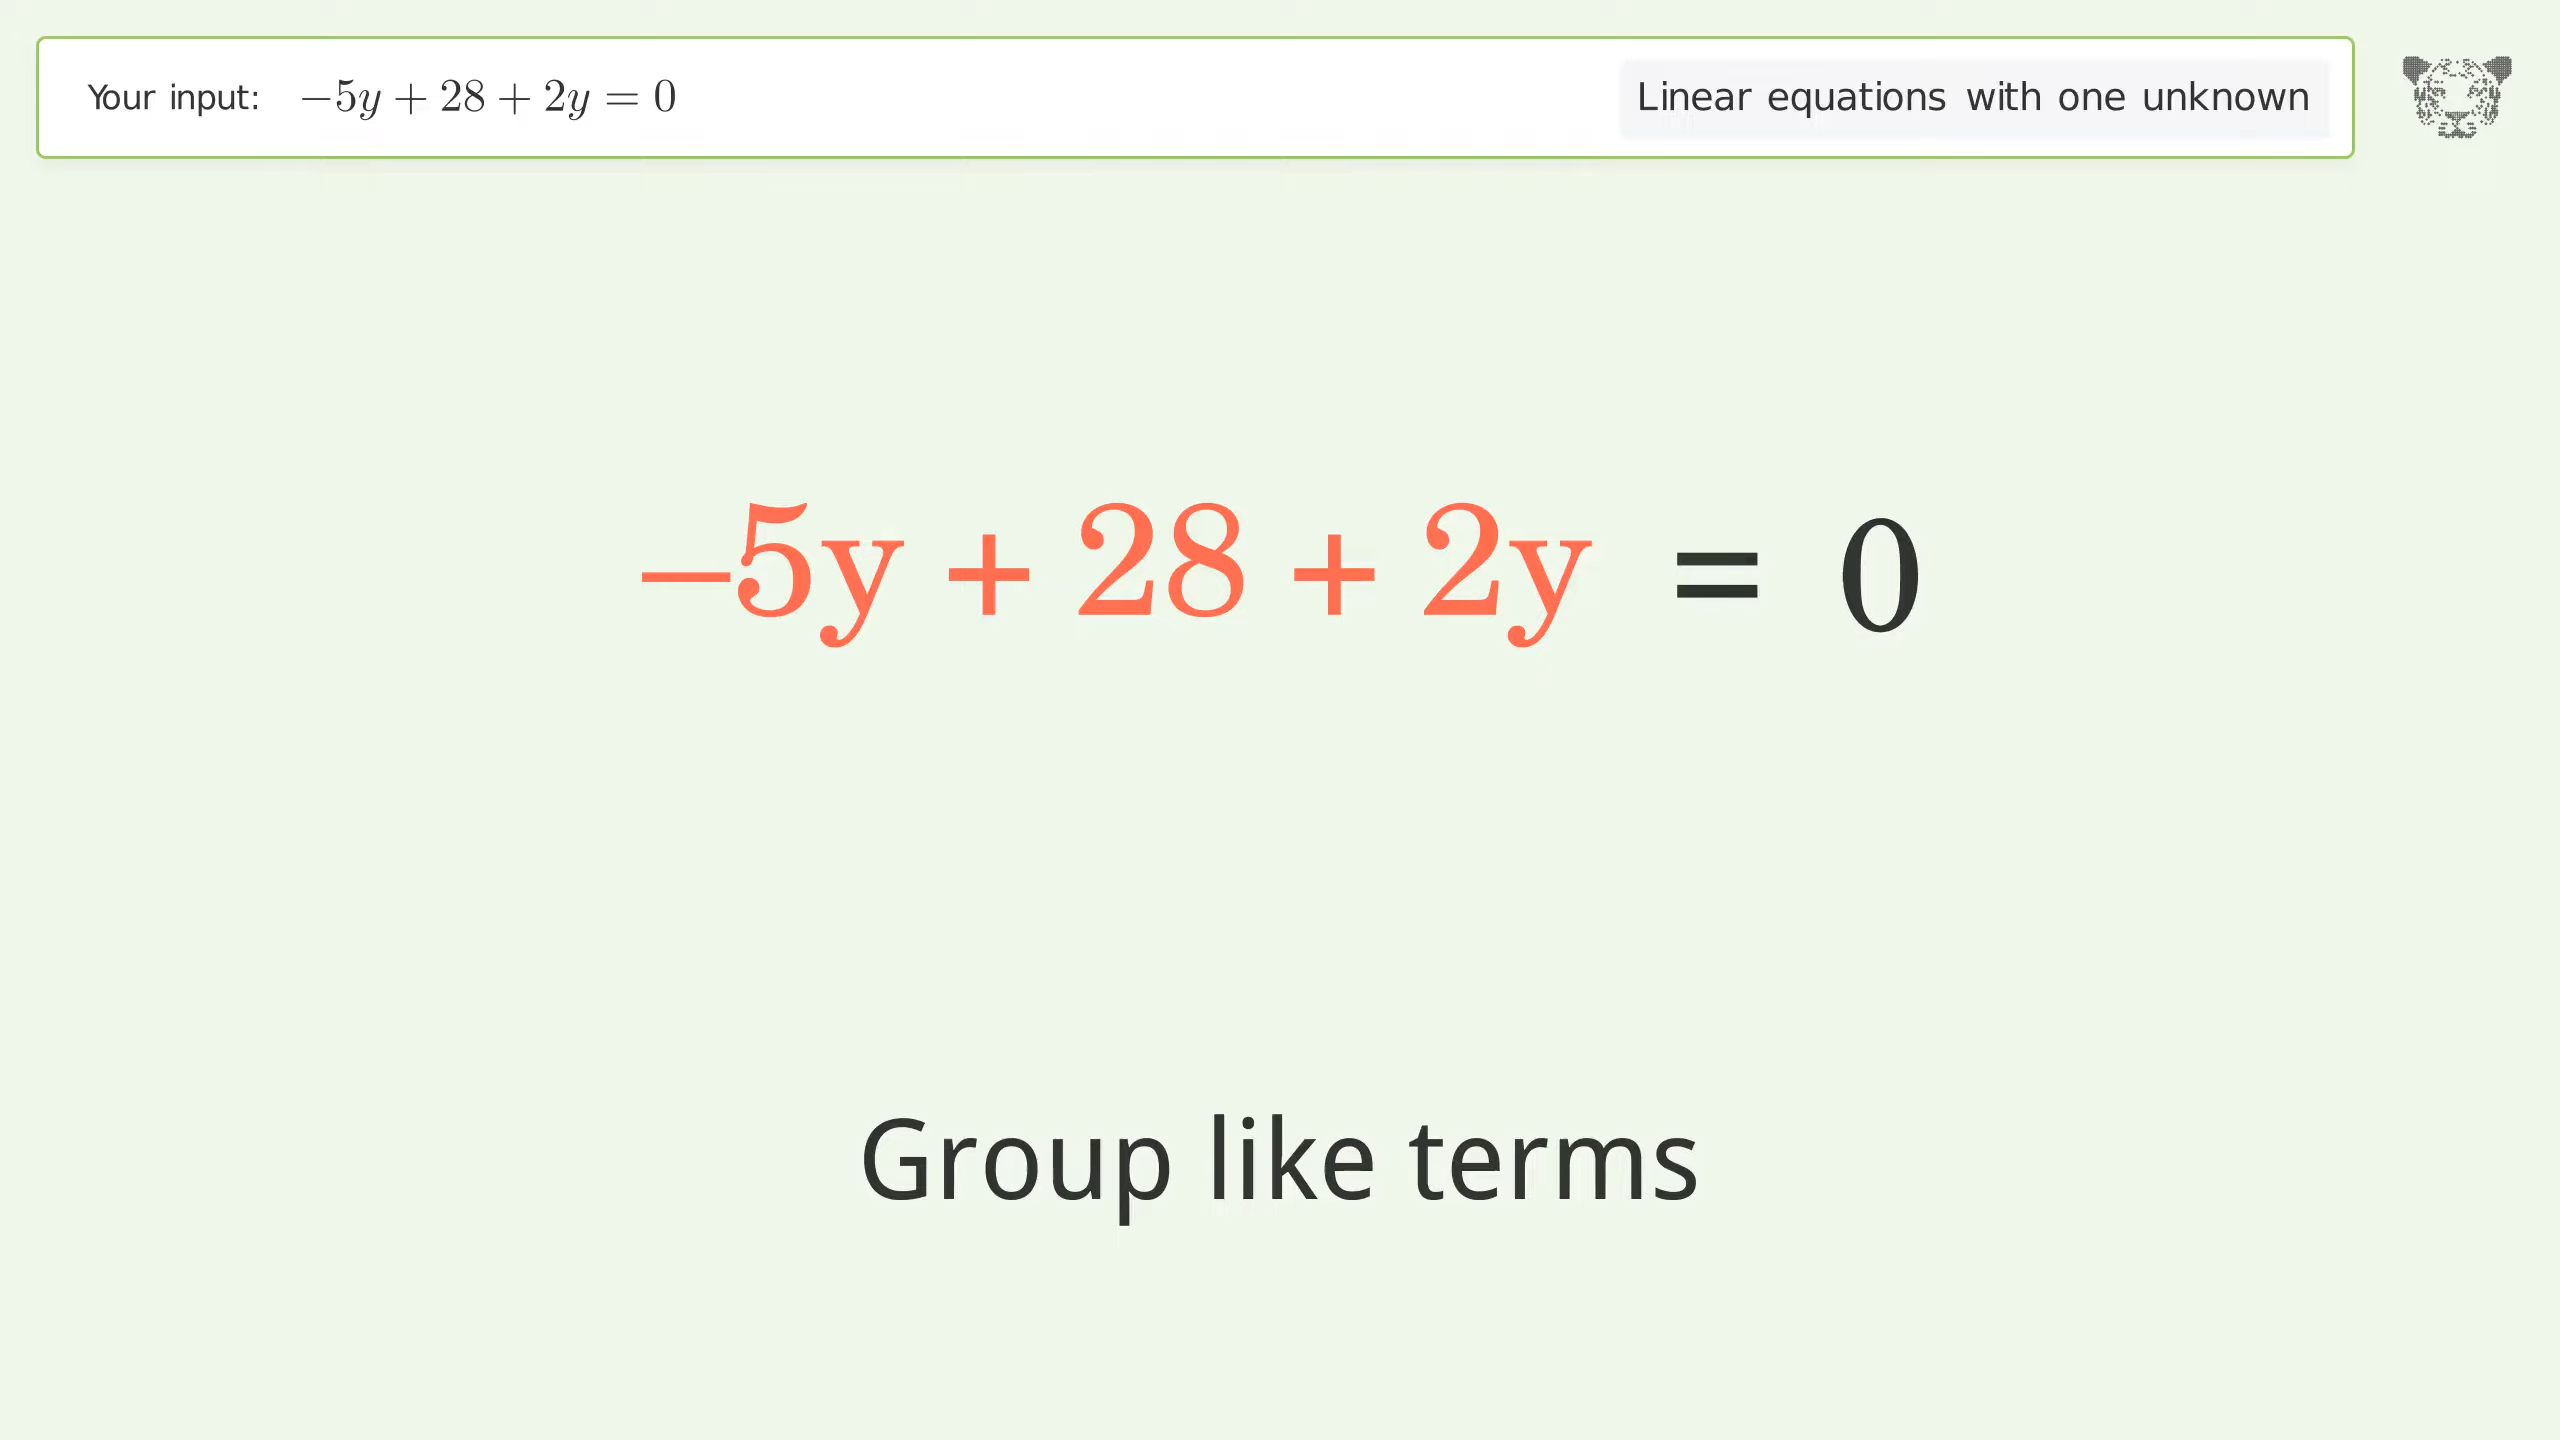 Your input: −5y + 28 + 2y = 0
Linear equations with one unknown
−5y + 28 + 2y = 0
Group like terms